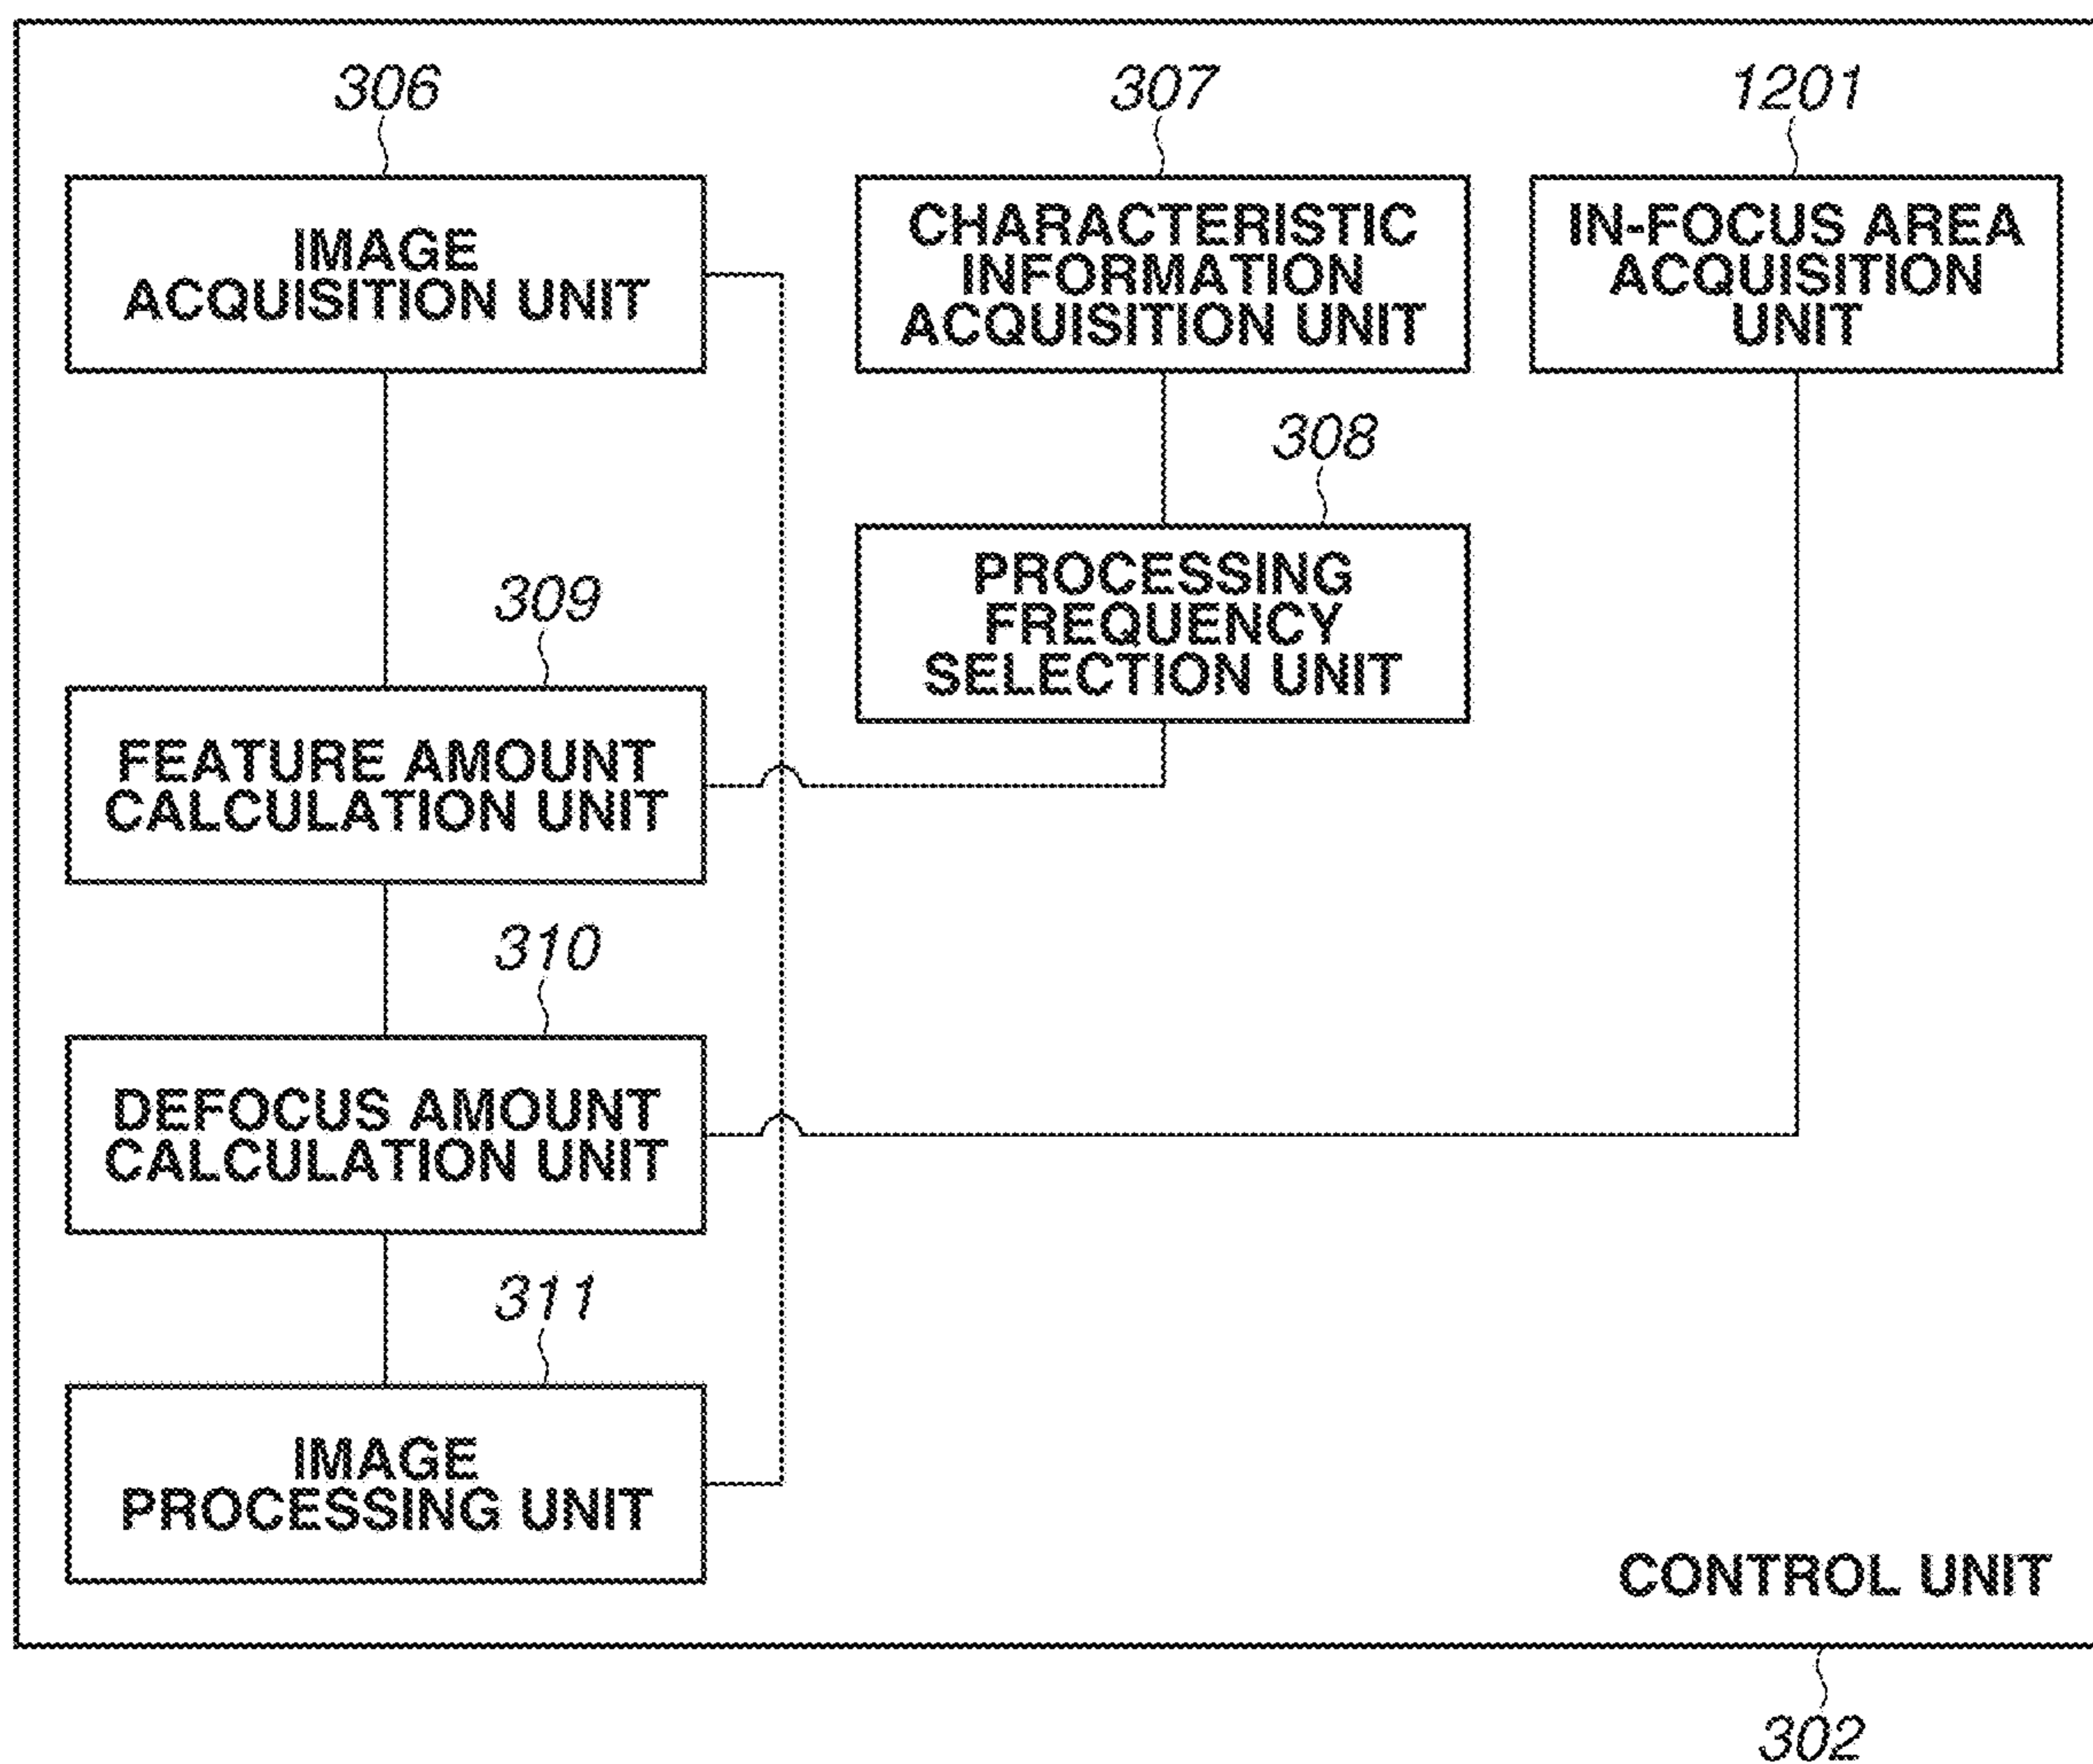 306
IMAGE
ACQUISITION UNIT
307
CHARACTERISTIC
INFORMATION
ACQUISITION UNIT
1201
IN-FOCUS AREA
ACQUISITION
UNIT
308
PROCESSING
FREQUENCY
SELECTION UNIT
309
FEATURE AMOUNT
CALCULATION UNIT
310
DEFOCUS AMOUNT
CALCULATION UNIT
311
IMAGE
PROCESSING UNIT
CONTROL UNIT
302